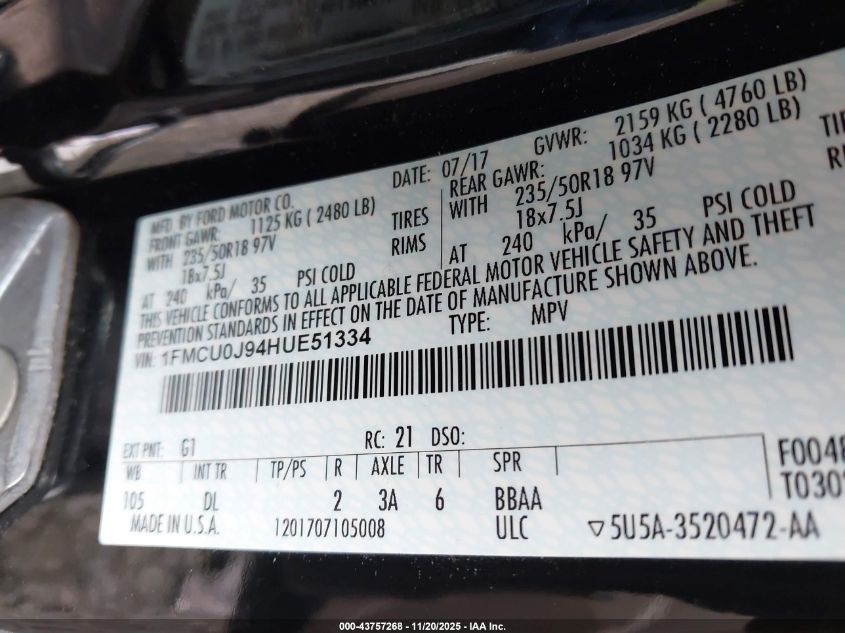 MFD. BY FORD MOTOR CO. DATE: 07/17 GVWR: 2159 KG ( 4760 LB)
FRONT GAWR: 1125 KG ( 2480 LB) REAR GAWR: 1034 KG ( 2280 LB)
WITH 235/50R18 97V TIRES WITH 235/50R18 97V
18x7.5J RIMS 18x7.5J
AT 240 kPa/ 35 PSI COLD AT 240 kPa/ 35 PSI COLD
THIS VEHICLE CONFORMS TO ALL APPLICABLE FEDERAL MOTOR VEHICLE SAFETY AND THEFT
PREVENTION STANDARDS IN EFFECT ON THE DATE OF MANUFACTURE SHOWN ABOVE.
VIN: 1FMCU0J94HUE51334 TYPE: MPV
EXT PNT: G1 RC: 21 DSO:
WB INT TR TP/PS R AXLE TR SPR
105 DL 2 3A 6 BBAA
MADE IN U.S.A. 1201707105008 ULC 5U5A-3520472-AA
000-43757268 - 11/20/2025 - IAA Inc.